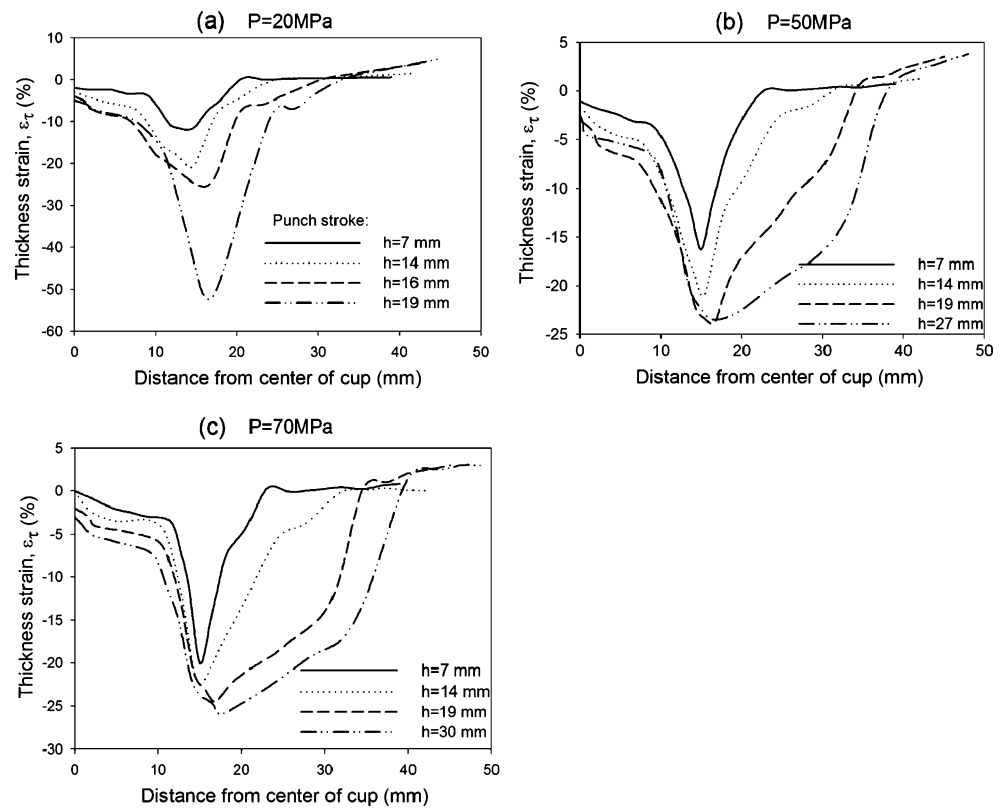 (a) P=20MPa
Thickness strain, ετ (%)
10
0
-10
-20
-30
-40
-50
-60
Punch stroke:
h=7 mm
h=14 mm
h=16 mm
h=19 mm
0 10 20 30 40 50
Distance from center of cup (mm)
(b) P=50MPa
Thickness strain, ετ (%)
5
0
-5
-10
-15
-20
-25
h=7 mm
h=14 mm
h=19 mm
h=27 mm
0 10 20 30 40 50
Distance from center of cup (mm)
(c) P=70MPa
Thickness strain, ετ (%)
5
0
-5
-10
-15
-20
-25
-30
h=7 mm
h=14 mm
h=19 mm
h=30 mm
0 10 20 30 40 50
Distance from center of cup (mm)